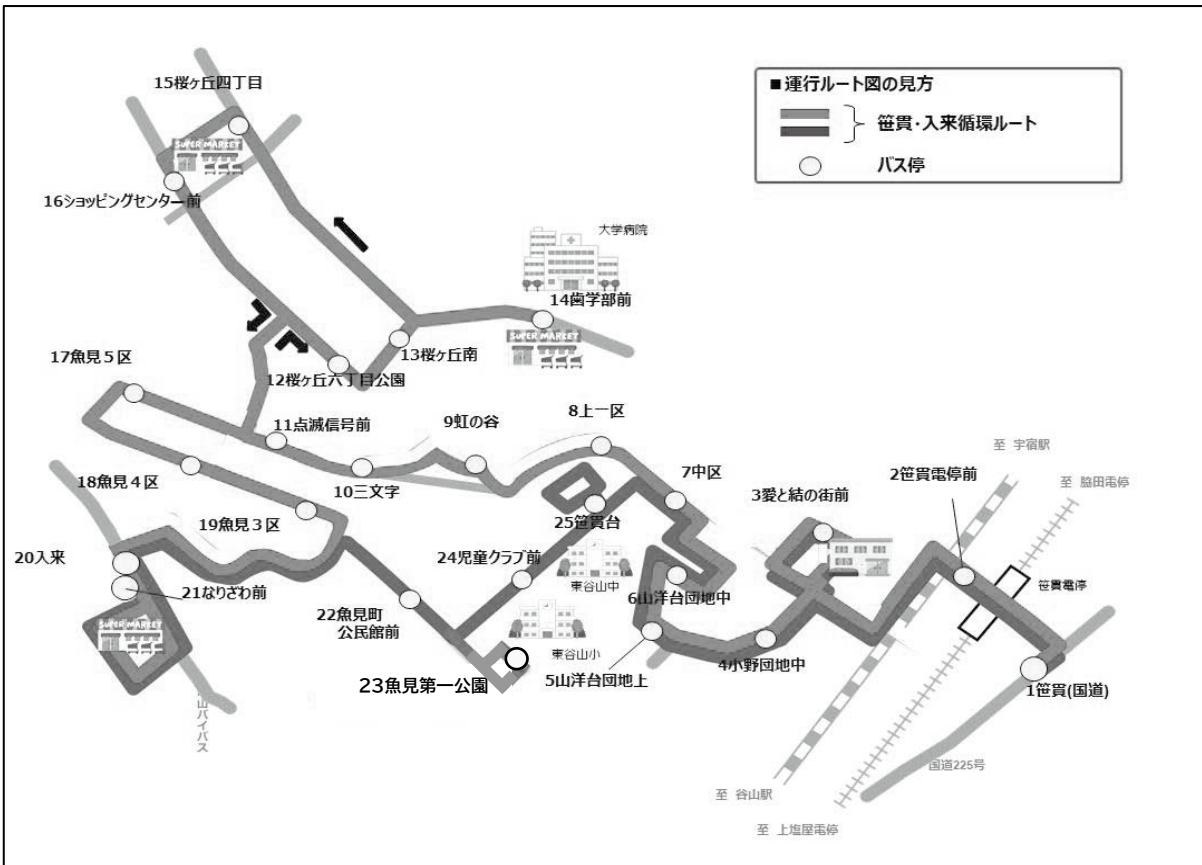 15桜ヶ丘四丁目
■運行ルート図の見方
笹貫・入来循環ルート
バス停
SUPER MARKET
16ショッピングセンター前
大学病院
14歯学部前
SUPER MARKET
13桜ヶ丘南
12桜ヶ丘六丁目公園
17魚見5区
11点滅信号前
9虹の谷
8上一区
10三文字
7中区
18魚見4区
19魚見3区
25笹貫台
3愛と結の街前
2笹貫電停前
至 宇宿駅
至 脇田電停
20入来
21なりざわ前
24児童クラブ前
東谷山中
6山洋台団地中
笹貫電停
22魚見町
公民館前
SUPER MARKET
東谷山小
23魚見第一公園
5山洋台団地上
4小野団地中
1笹貫(国道)
山バイパス
国道225号
至 谷山駅
至 上塩屋電停